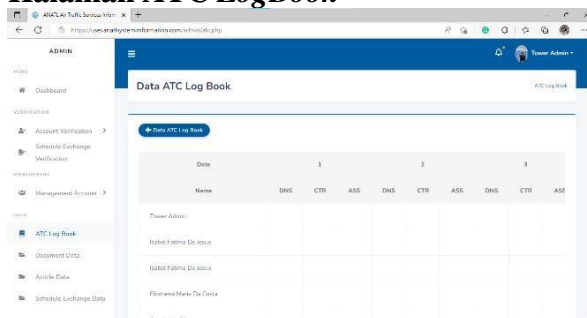 Halaman ATC LogBook
ANATL Air Traffic Services Inform
https://usesanatlsysteminformation.com/admin/atc.php
ADMIN
Tower Admin
MENU
Dashboard
Data ATC Log Book
ATC Log Book
VERIFICATION
Account Verification
Schedule Exchange
Verification
MANAGEMENT
Management Account
DATA
ATC Log Book
Document Data
Article Data
Schedule Exchange Data
+ Data ATC Log Book
Date 1 2 3
Name DNS CTR ASS DNS CTR ASS DNS CTR ASS
Tower Admin
Isabel Fatima De Jesus
Isabel Fatima De Jesus
Filomena Maria Da Costa